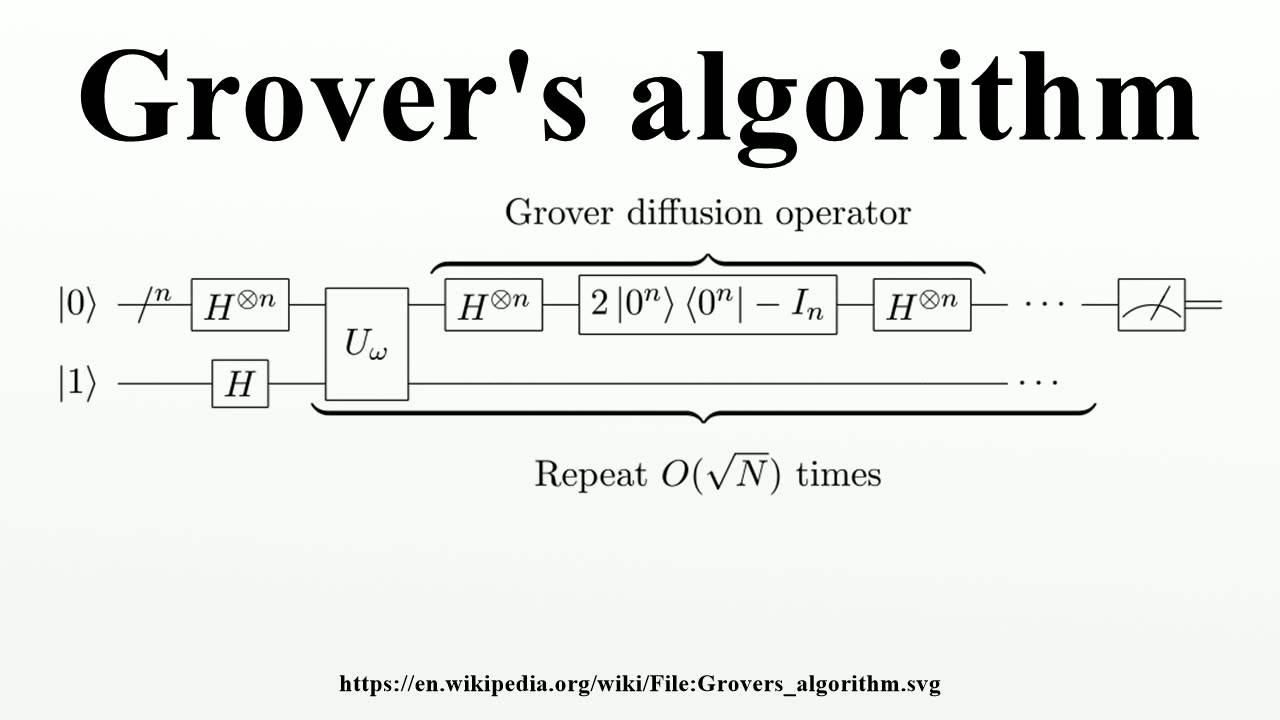 Grover's algorithm
Grover diffusion operator
|0⟩ /ⁿ H^{⊗n} H^{⊗n} 2|0ⁿ⟩⟨0ⁿ| − Iₙ H^{⊗n} ···
U_ω
|1⟩ H ···
Repeat O(√N) times
https://en.wikipedia.org/wiki/File:Grovers_algorithm.svg